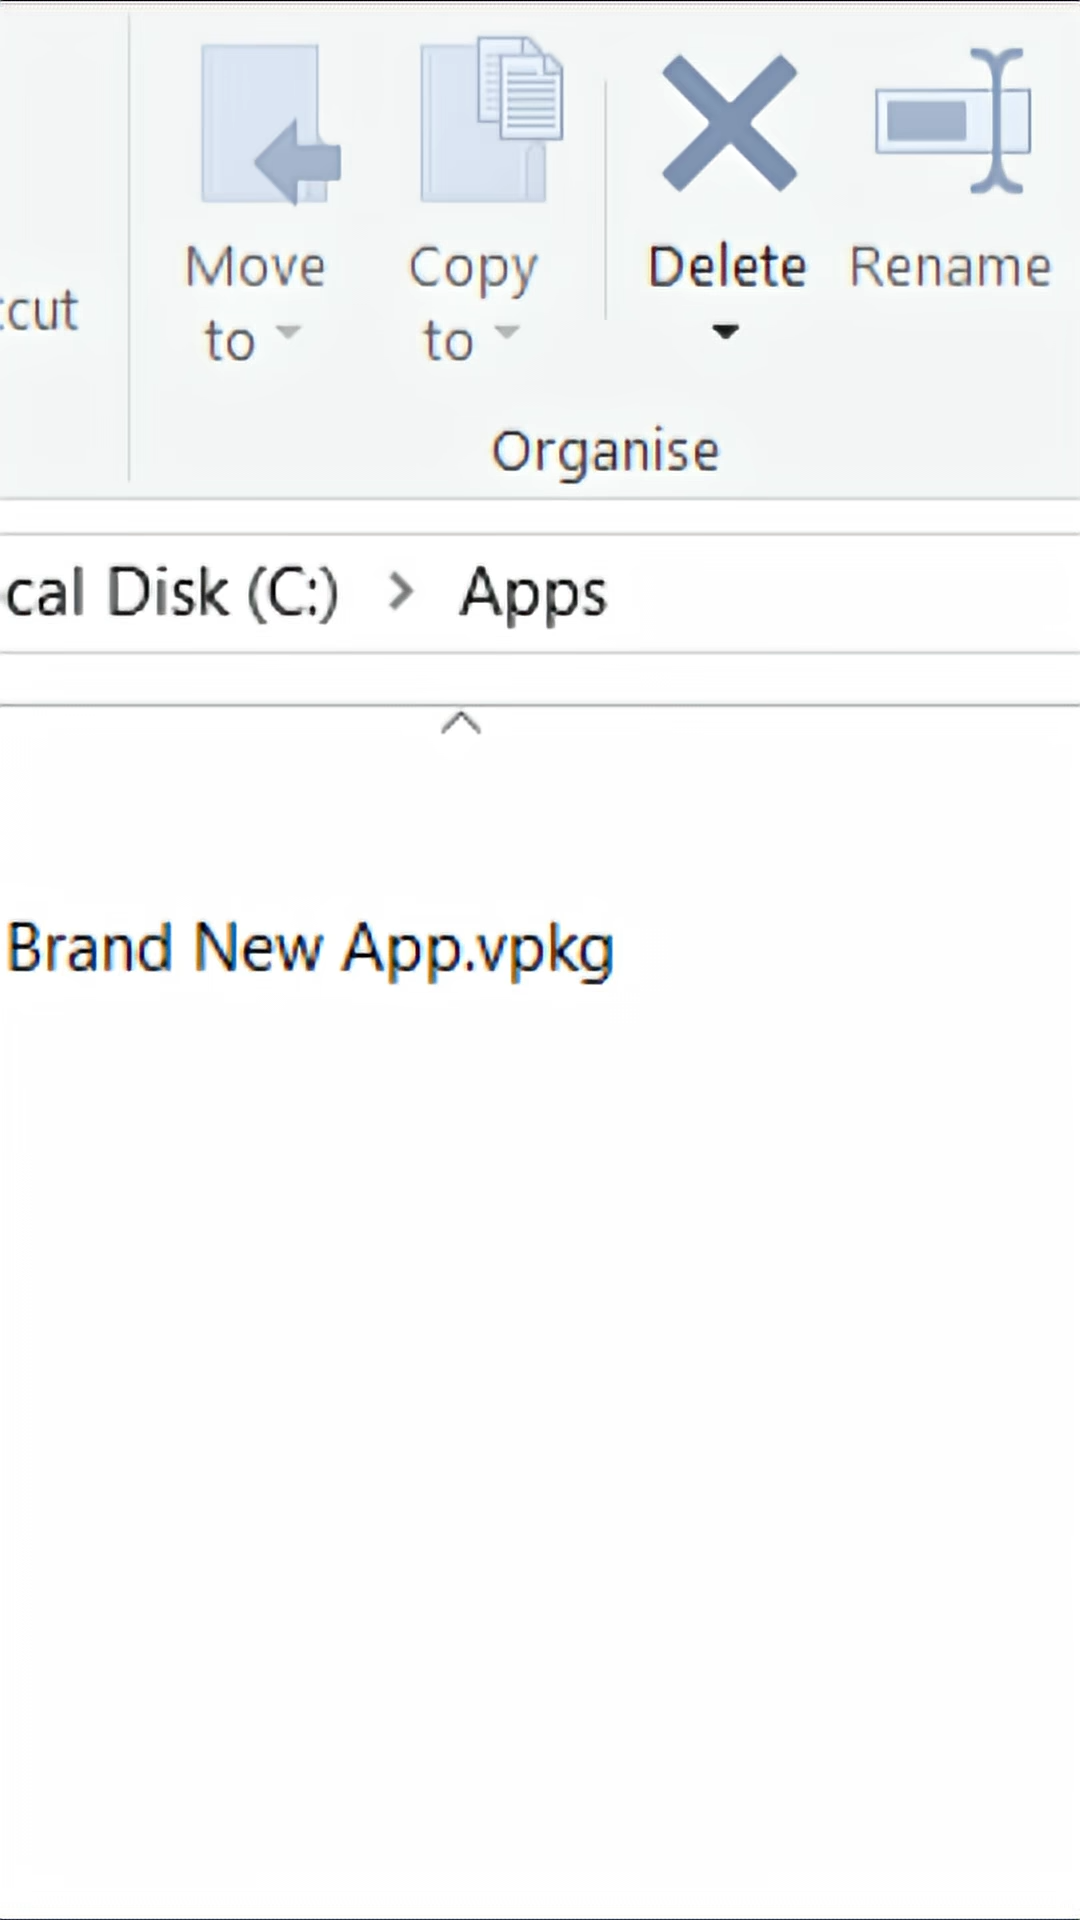 Move to
Copy to
Delete
Rename
cut
Organise
cal Disk (C:) > Apps
Brand New App.vpkg